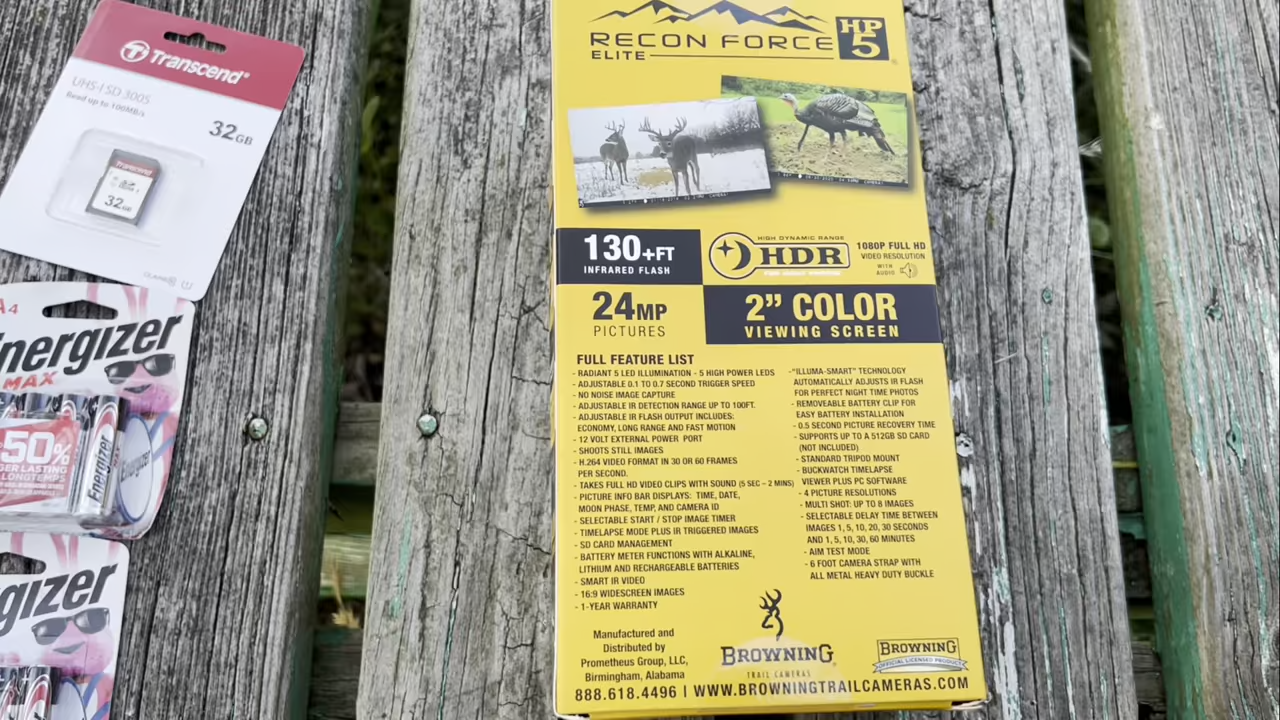 Transcend®
UHS-I SD 300S
Read up to 100MB/s
32GB
Transcend
32GB
A4
nergizer
MAX
50%
LONGTEMPS
Energizer
gizer
RECON FORCE
ELITE
HP
5
130+FT
INFRARED FLASH
HIGH DYNAMIC RANGE
HDR
1080P FULL HD
VIDEO RESOLUTION
WITH
AUDIO
24MP
PICTURES
2” COLOR
VIEWING SCREEN
FULL FEATURE LIST
- RADIANT 5 LED ILLUMINATION - 5 HIGH POWER LEDS
- ADJUSTABLE 0.1 TO 0.7 SECOND TRIGGER SPEED
- NO NOISE IMAGE CAPTURE
- ADJUSTABLE IR DETECTION RANGE UP TO 100FT.
- ADJUSTABLE IR FLASH OUTPUT INCLUDES:
ECONOMY, LONG RANGE AND FAST MOTION
- 12 VOLT EXTERNAL POWER PORT
- SHOOTS STILL IMAGES
- H.264 VIDEO FORMAT IN 30 OR 60 FRAMES
PER SECOND.
- TAKES FULL HD VIDEO CLIPS WITH SOUND (5 SEC – 2 MINS)
- PICTURE INFO BAR DISPLAYS: TIME, DATE,
MOON PHASE, TEMP, AND CAMERA ID
- SELECTABLE START / STOP IMAGE TIMER
- TIMELAPSE MODE PLUS IR TRIGGERED IMAGES
- SD CARD MANAGEMENT
- BATTERY METER FUNCTIONS WITH ALKALINE,
LITHIUM AND RECHARGEABLE BATTERIES
- SMART IR VIDEO
- 16:9 WIDESCREEN IMAGES
- 1-YEAR WARRANTY
-“ILLUMA-SMART” TECHNOLOGY
AUTOMATICALLY ADJUSTS IR FLASH
FOR PERFECT NIGHT TIME PHOTOS
- REMOVEABLE BATTERY CLIP FOR
EASY BATTERY INSTALLATION
- 0.5 SECOND PICTURE RECOVERY TIME
- SUPPORTS UP TO A 512GB SD CARD
(NOT INCLUDED)
- STANDARD TRIPOD MOUNT
- BUCKWATCH TIMELAPSE
VIEWER PLUS PC SOFTWARE
- 4 PICTURE RESOLUTIONS
- MULTI SHOT: UP TO 8 IMAGES
- SELECTABLE DELAY TIME BETWEEN
IMAGES 1, 5, 10, 20, 30 SECONDS
AND 1, 5, 10, 30, 60 MINUTES
- AIM TEST MODE
- 6 FOOT CAMERA STRAP WITH
ALL METAL HEAVY DUTY BUCKLE
Manufactured and
Distributed by
Prometheus Group, LLC,
Birmingham, Alabama
BROWNING®
TRAIL CAMERAS
BROWNING
OFFICIAL LICENSED PRODUCT
888.618.4496 | WWW.BROWNINGTRAILCAMERAS.COM